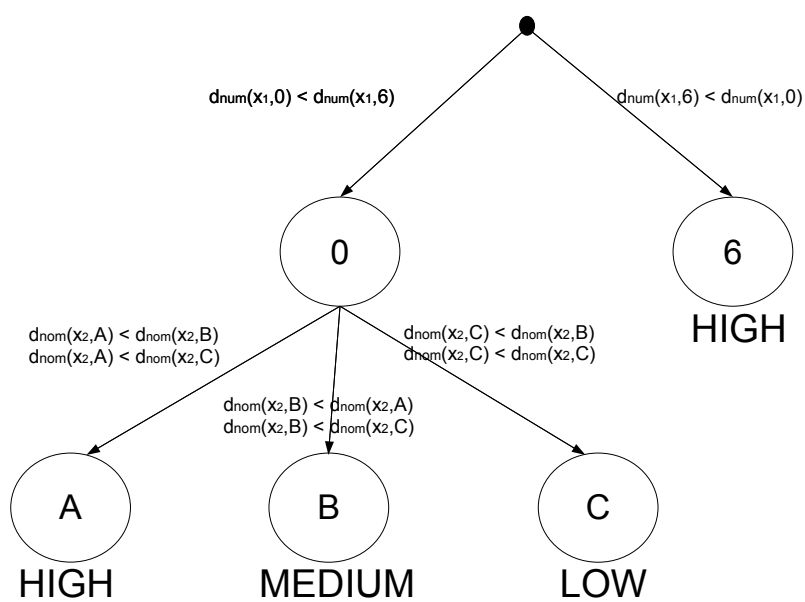 dnum(x1,0) < dnum(x1,6)
dnum(x1,6) < dnum(x1,0)
0
6
HIGH
dnom(x2,A) < dnom(x2,B)
dnom(x2,A) < dnom(x2,C)
dnom(x2,B) < dnom(x2,A)
dnom(x2,B) < dnom(x2,C)
dnom(x2,C) < dnom(x2,B)
dnom(x2,C) < dnom(x2,C)
A
B
C
HIGH
MEDIUM
LOW